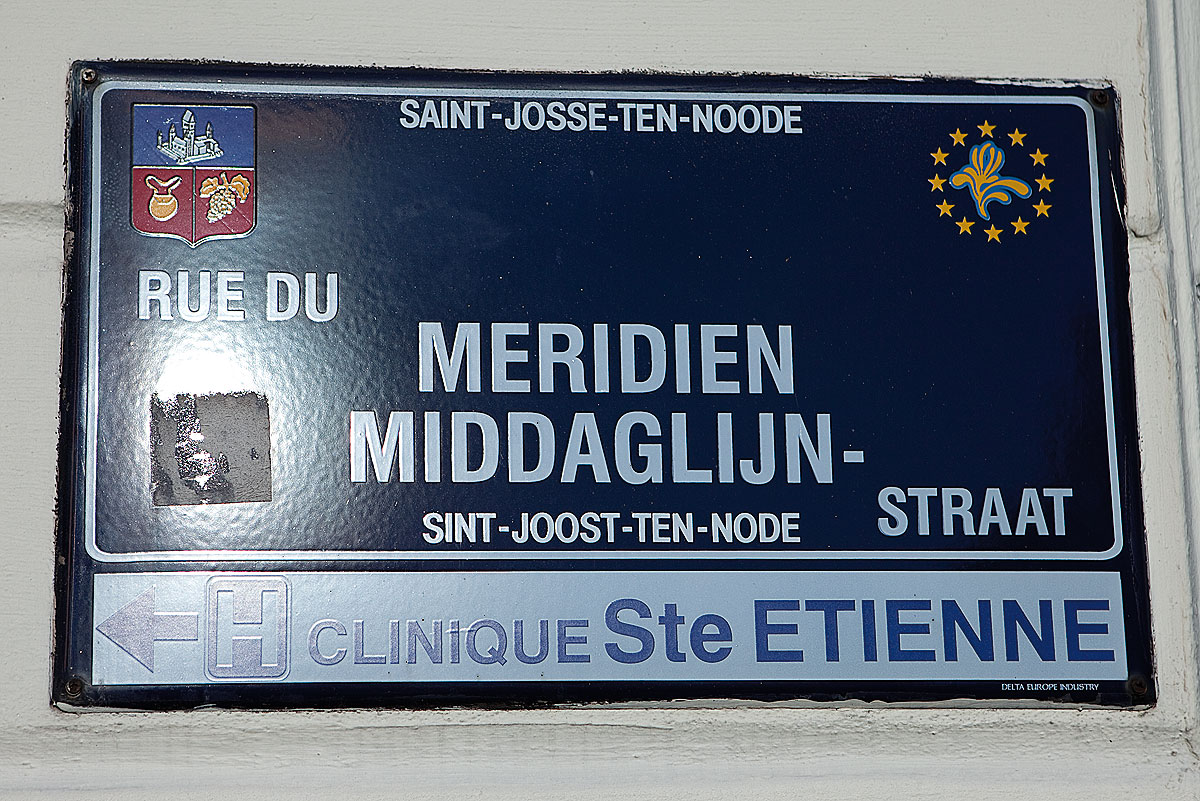 SAINT-JOSSE-TEN-NOODE
RUE DU
MERIDIEN
MIDDAGLIJN-
STRAAT
SINT-JOOST-TEN-NODE
H CLINIQUE Ste ETIENNE
DELTA EUROPE INDUSTRY